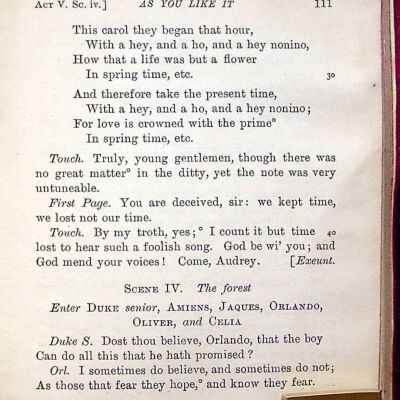 ACT V. Sc. iv.] AS YOU LIKE IT 111
This carol they began that hour,
With a hey, and a ho, and a hey nonino,
How that a life was but a flower
In spring time, etc. 30
And therefore take the present time,
With a hey, and a ho, and a hey nonino;
For love is crowned with the prime°
In spring time, etc.
Touch. Truly, young gentlemen, though there was
no great matter° in the ditty, yet the note was very
untuneable.
First Page. You are deceived, sir: we kept time,
we lost not our time.
Touch. By my troth, yes;° I count it but time 40
lost to hear such a foolish song. God be wi' you; and
God mend your voices! Come, Audrey. [Exeunt.
SCENE IV. The forest
Enter DUKE senior, AMIENS, JAQUES, ORLANDO,
OLIVER, and CELIA
Duke S. Dost thou believe, Orlando, that the boy
Can do all this that he hath promised?
Orl. I sometimes do believe, and sometimes do not;
As those that fear they hope,° and know they fear.